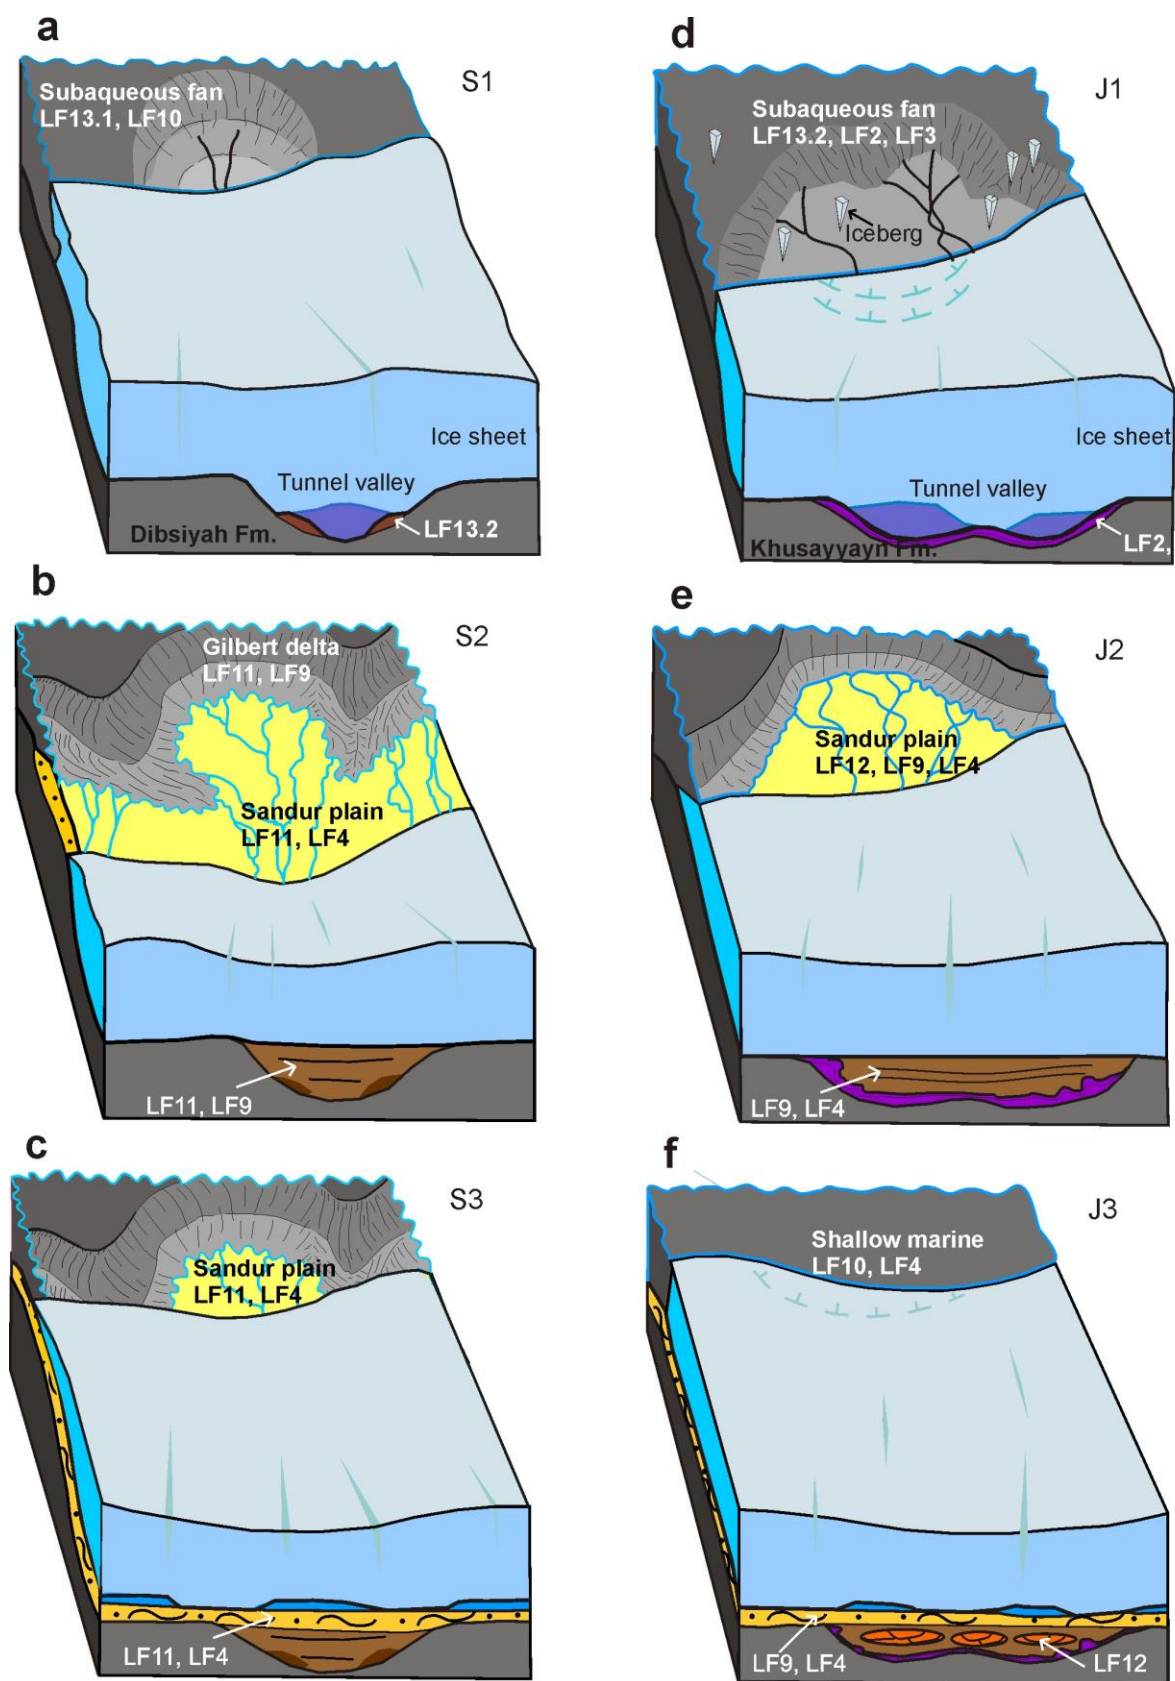 a
S1
Subaqueous fan
LF13.1, LF10
Ice sheet
Tunnel valley
Dibsiyah Fm.
LF13.2
d
J1
Subaqueous fan
LF13.2, LF2, LF3
Iceberg
Ice sheet
Tunnel valley
Khusayyayn Fm.
LF2,
b
S2
Gilbert delta
LF11, LF9
Sandur plain
LF11, LF4
LF11, LF9
e
J2
Sandur plain
LF12, LF9, LF4
LF9, LF4
c
S3
Sandur plain
LF11, LF4
LF11, LF4
f
J3
Shallow marine
LF10, LF4
LF9, LF4
LF12